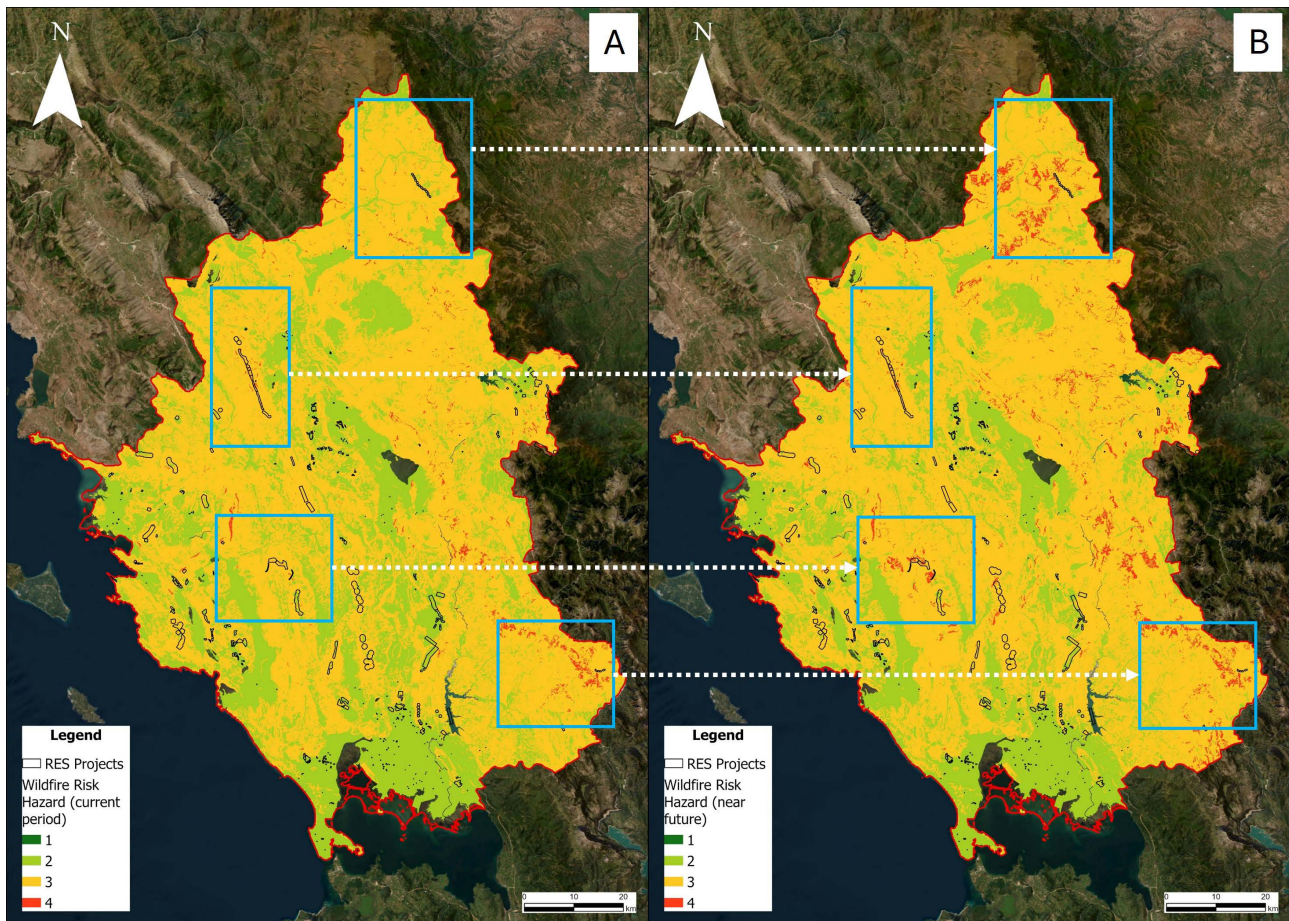 N
A
Legend
RES Projects
Wildfire Risk
Hazard (current
period)
1
2
3
4
0 10 20
km
N
B
Legend
RES Projects
Wildfire Risk
Hazard (near
future)
1
2
3
4
0 10 20
km